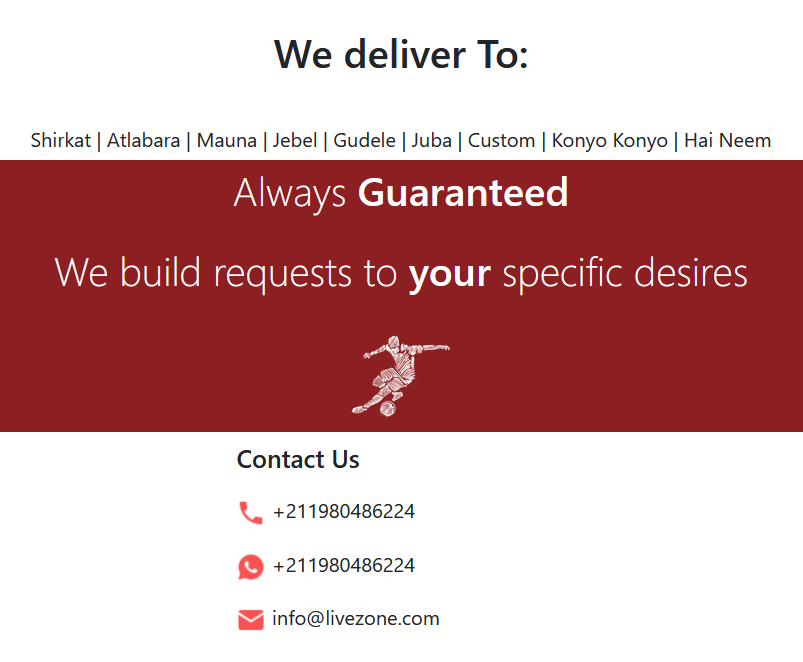 We deliver To:
Shirkat | Atlabara | Mauna | Jebel | Gudele | Juba | Custom | Konyo Konyo | Hai Neem
Always Guaranteed
We build requests to your specific desires
Contact Us
+211980486224
+211980486224
info@livezone.com